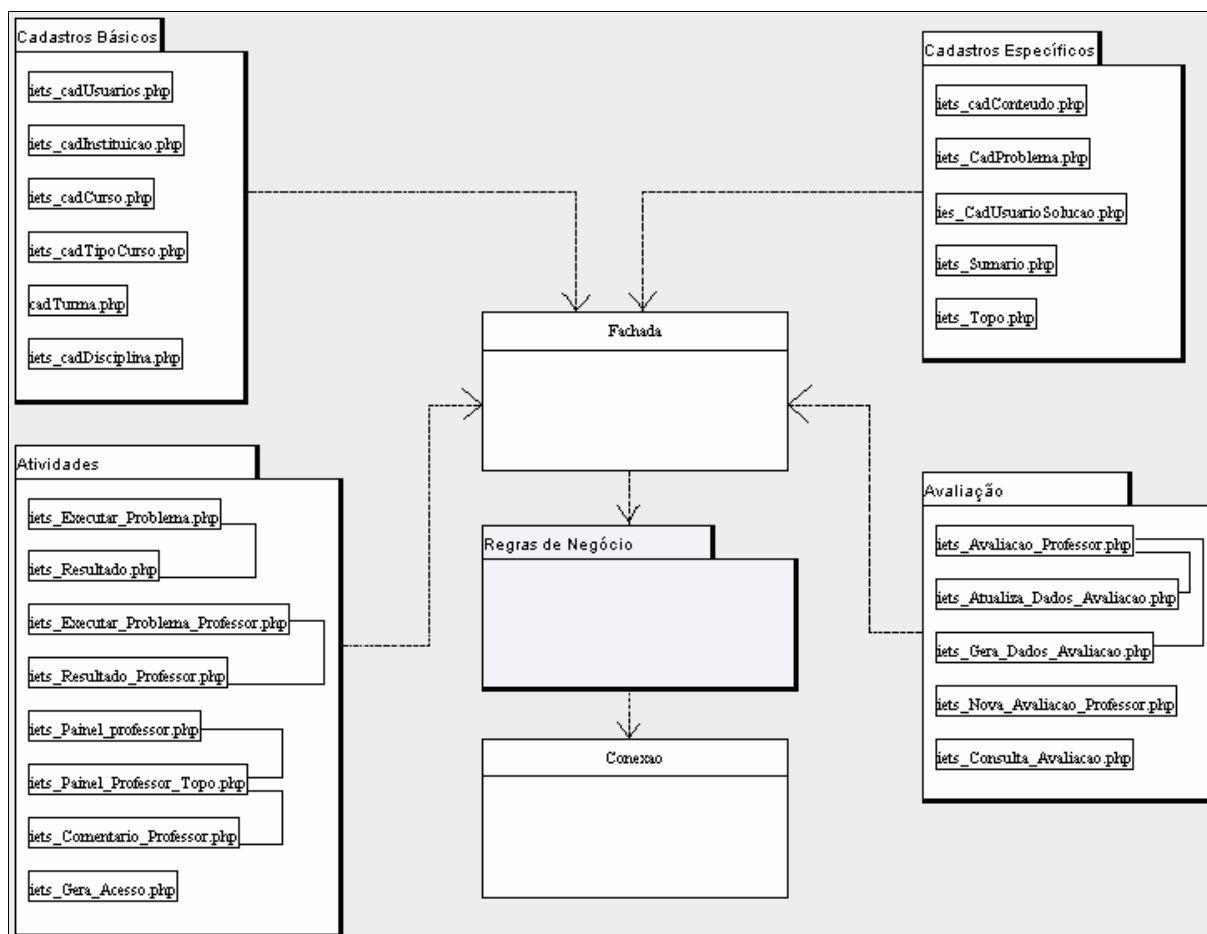 Cadastros Básicos
iets_cadUsuarios.php
iets_cadInstituicao.php
iets_cadCurso.php
iets_cadTipoCurso.php
cadTurma.php
iets_cadDisciplina.php
Cadastros Específicos
iets_cadConteudo.php
iets_CadProblema.php
ies_CadUsuarioSolucao.php
iets_Sumario.php
iets_Topo.php
Fachada
Regras de Negócio
Conexao
Atividades
iets_Executar_Problema.php
iets_Resultado.php
iets_Executar_Problema_Professor.php
iets_Resultado_Professor.php
iets_Painel_professor.php
iets_Painel_Professor_Topo.php
iets_Comentario_Professor.php
iets_Gera_Acesso.php
Avaliação
iets_Avaliacao_Professor.php
iets_Atualiza_Dados_Avaliacao.php
iets_Gera_Dados_Avaliacao.php
iets_Nova_Avaliacao_Professor.php
iets_Consulta_Avaliacao.php